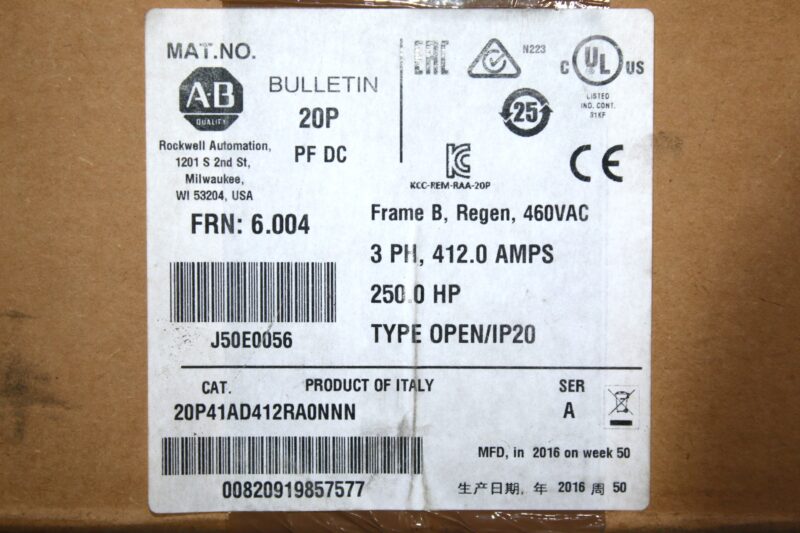 MAT.NO.
A-B
QUALITY
Rockwell Automation,
1201 S 2nd St,
Milwaukee,
WI 53204, USA
BULLETIN
20P
PF DC
FRN: 6.004
J50E0056
EAC
N223
C UL US
LISTED
IND. CONT.
31KF
25
KCC-REM-RAA-20P
CE
Frame B, Regen, 460VAC
3 PH, 412.0 AMPS
250.0 HP
TYPE OPEN/IP20
CAT.
PRODUCT OF ITALY
SER
20P41AD412RA0NNN
A
00820919857577
MFD, in 2016 on week 50
生产日期, 年 2016 周 50